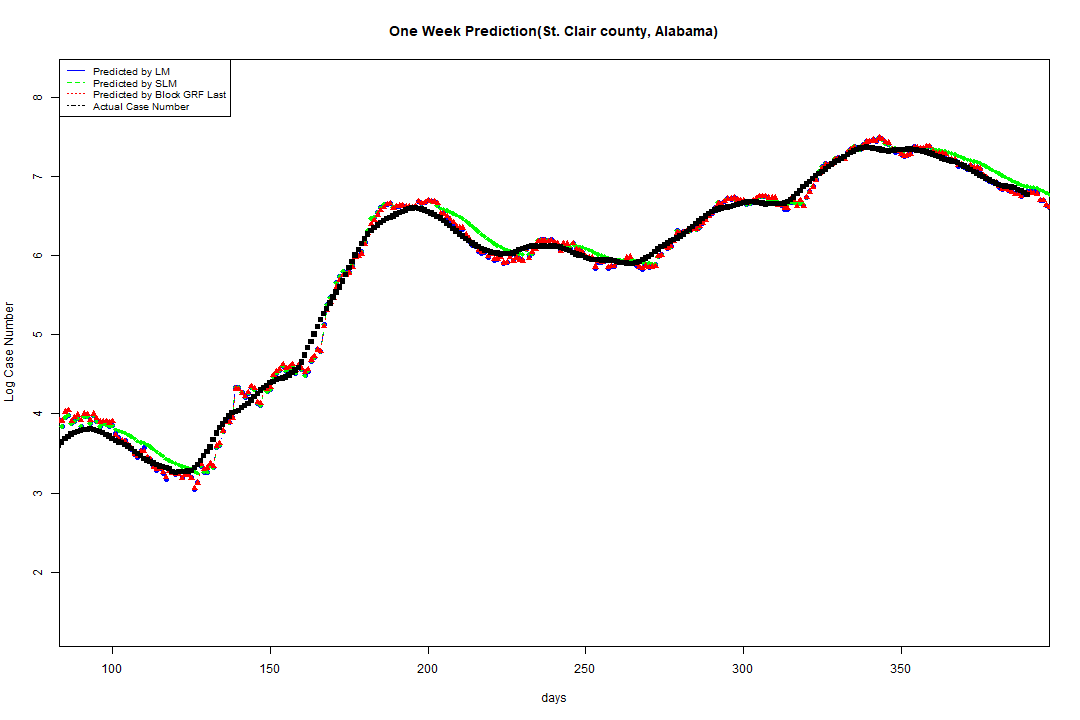 One Week Prediction(St. Clair county, Alabama)
Predicted by LM
Predicted by SLM
Predicted by Block GRF Last
Actual Case Number
8
7
6
5
4
3
2
Log Case Number
100 150 200 250 300 350
days